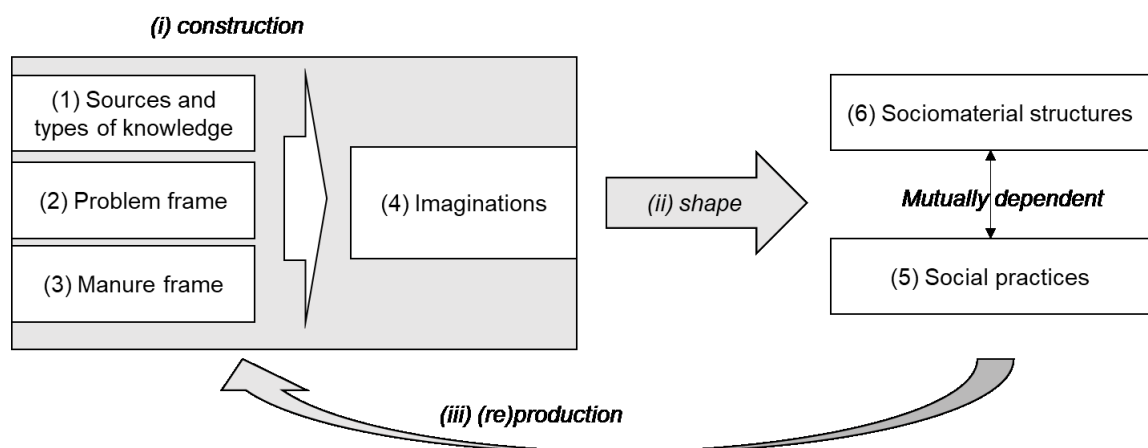 (i) construction
(1) Sources and
types of knowledge
(2) Problem frame
(3) Manure frame
(4) Imaginations
(ii) shape
(6) Sociomaterial structures
Mutually dependent
(5) Social practices
(iii) (re)production